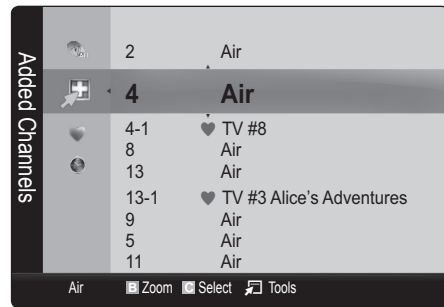 Added Channels
2 Air
4 Air
4-1 TV #8
8 Air
13 Air
13-1 TV #3 Alice's Adventures
9 Air
5 Air
11 Air
Air B Zoom C Select Tools